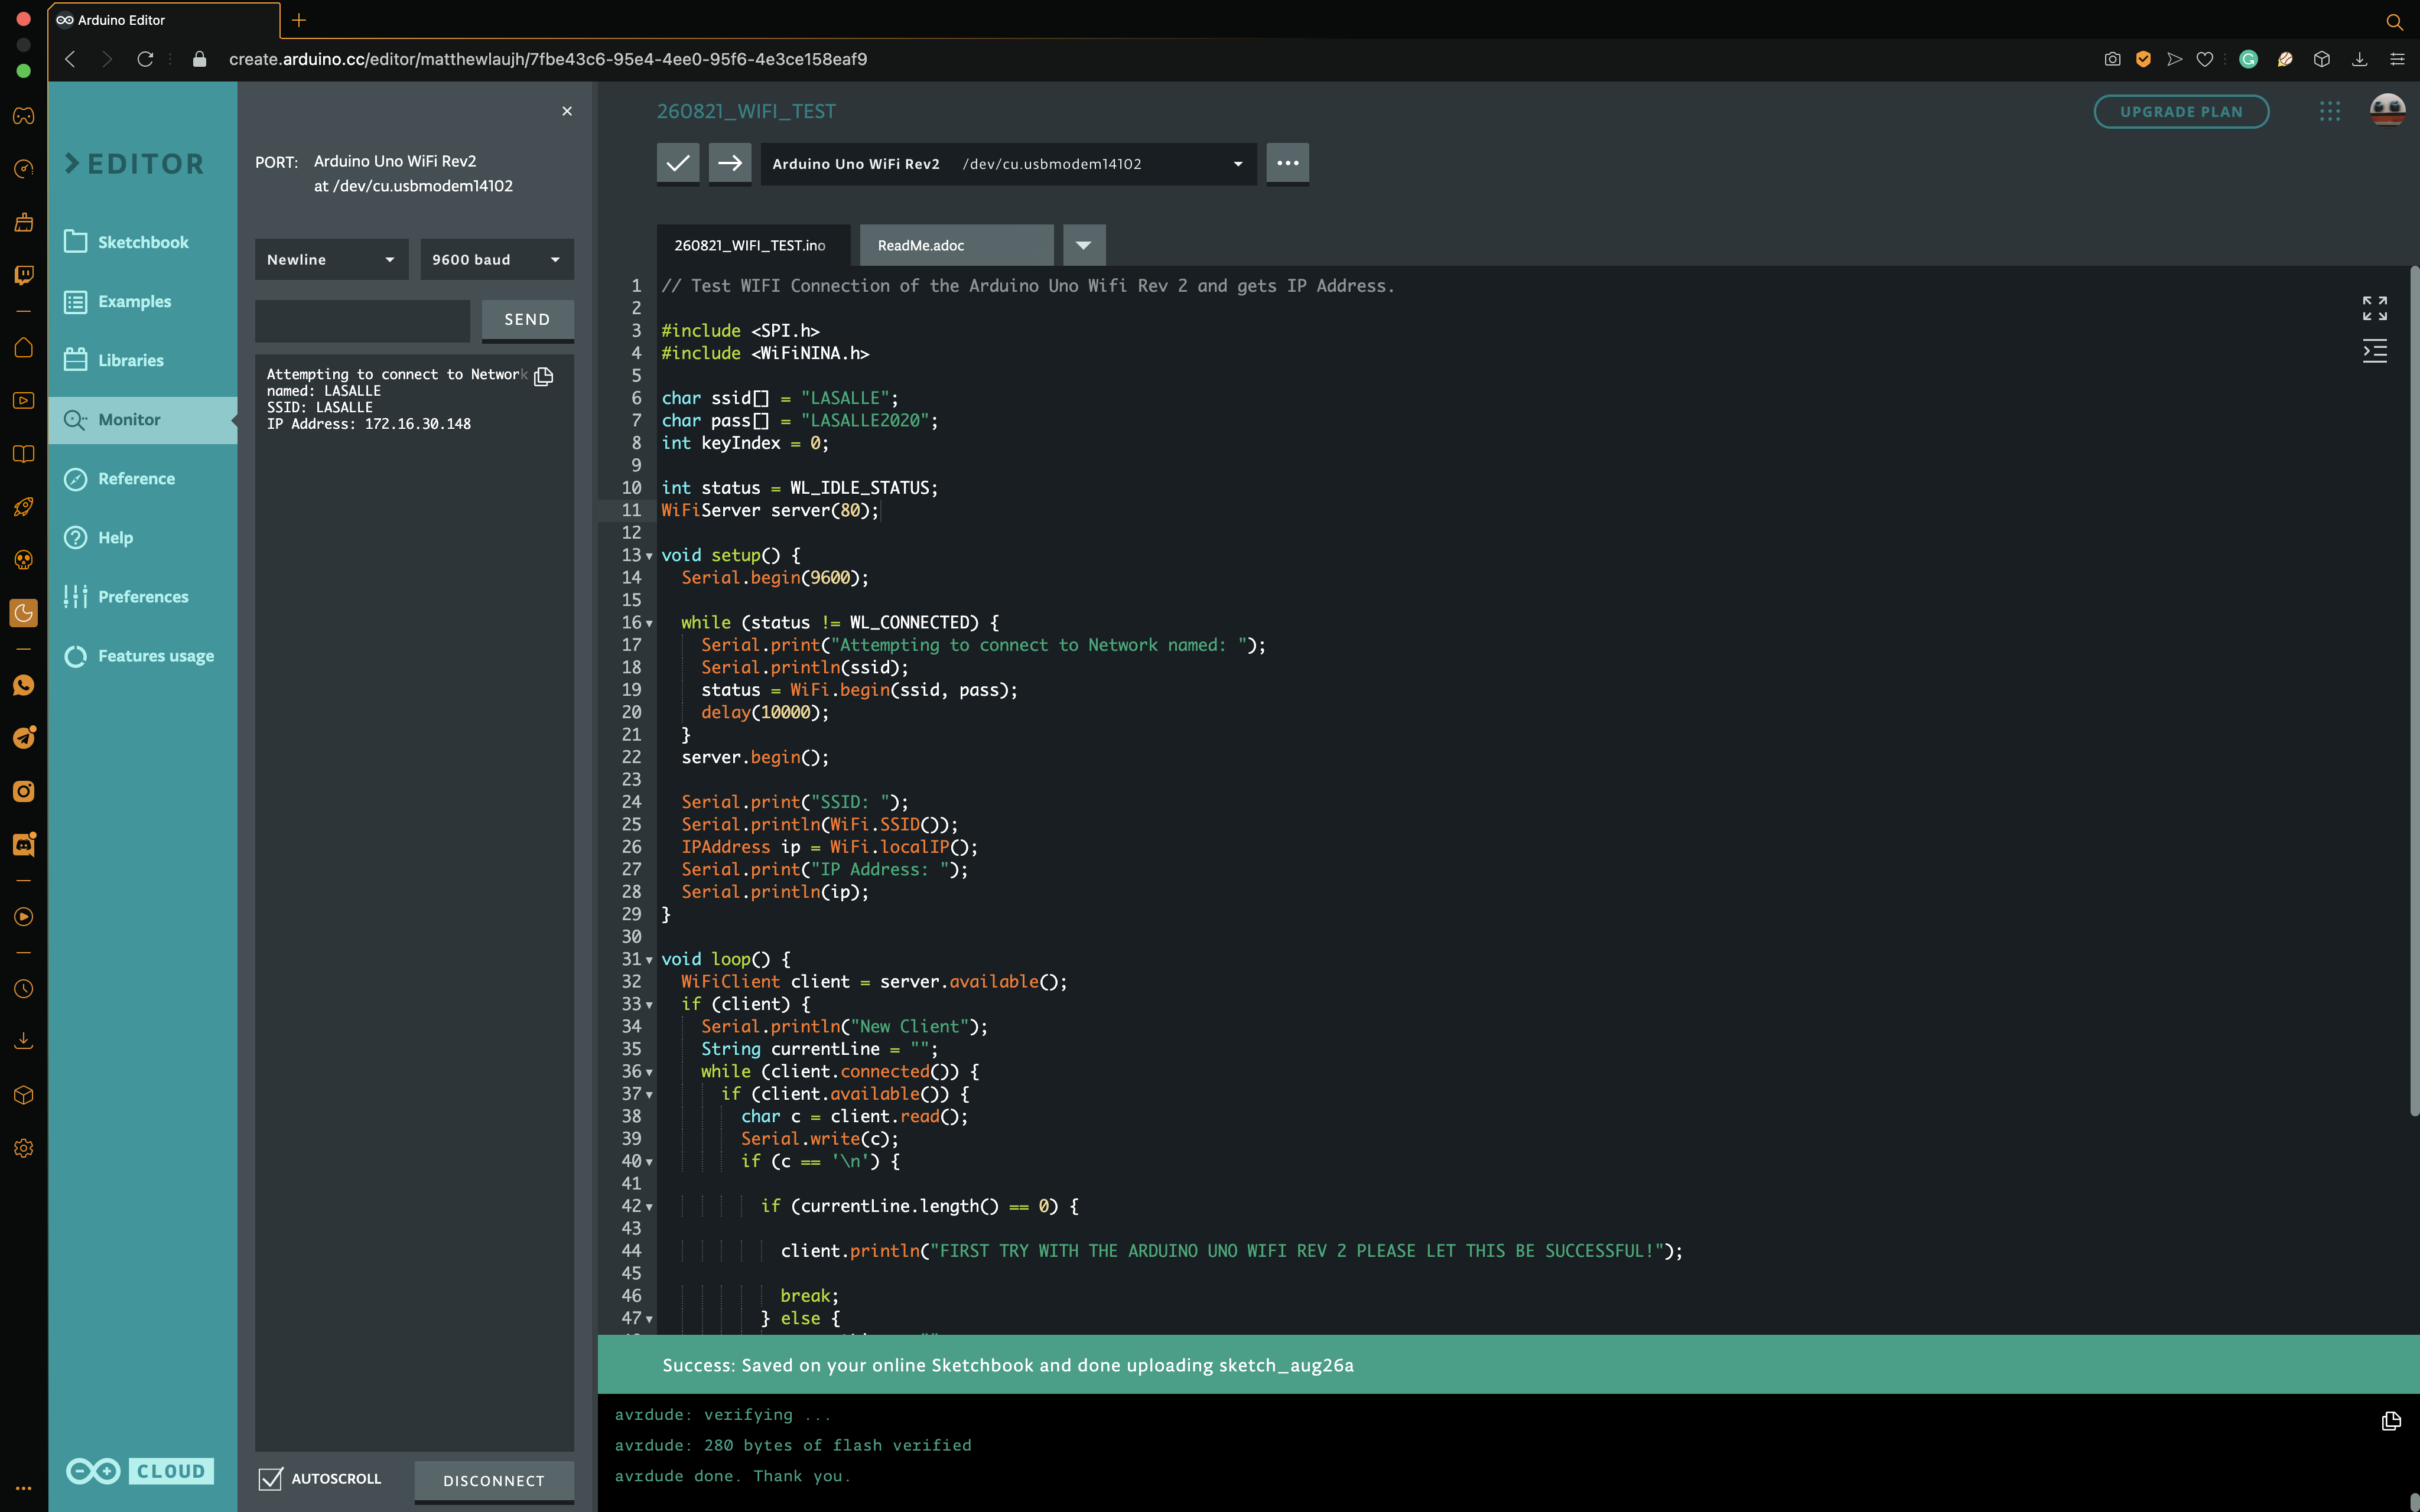 Arduino Editor
create.arduino.cc/editor/matthewlaujh/7fbe43c6-95e4-4ee0-95f6-4e3ce158eaf9
EDITOR
Sketchbook
Examples
Libraries
Monitor
Reference
Help
Preferences
Features usage
CLOUD
PORT: Arduino Uno WiFi Rev2
at /dev/cu.usbmodem14102
Newline
9600 baud
SEND
Attempting to connect to Network
named: LASALLE
SSID: LASALLE
IP Address: 172.16.30.148
AUTOSCROLL
DISCONNECT
260821_WIFI_TEST
UPGRADE PLAN
Arduino Uno WiFi Rev2 /dev/cu.usbmodem14102
260821_WIFI_TEST.ino
ReadMe.adoc
1 // Test WIFI Connection of the Arduino Uno Wifi Rev 2 and gets IP Address.
2
3 #include <SPI.h>
4 #include <WiFiNINA.h>
5
6 char ssid[] = "LASALLE";
7 char pass[] = "LASALLE2020";
8 int keyIndex = 0;
9
10 int status = WL_IDLE_STATUS;
11 WiFiServer server(80);
12
13 void setup() {
14 Serial.begin(9600);
15
16 while (status != WL_CONNECTED) {
17 Serial.print("Attempting to connect to Network named: ");
18 Serial.println(ssid);
19 status = WiFi.begin(ssid, pass);
20 delay(10000);
21 }
22 server.begin();
23
24 Serial.print("SSID: ");
25 Serial.println(WiFi.SSID());
26 IPAddress ip = WiFi.localIP();
27 Serial.print("IP Address: ");
28 Serial.println(ip);
29 }
30
31 void loop() {
32 WiFiClient client = server.available();
33 if (client) {
34 Serial.println("New Client");
35 String currentLine = "";
36 while (client.connected()) {
37 if (client.available()) {
38 char c = client.read();
39 Serial.write(c);
40 if (c == '\n') {
41
42 if (currentLine.length() == 0) {
43
44 client.println("FIRST TRY WITH THE ARDUINO UNO WIFI REV 2 PLEASE LET THIS BE SUCCESSFUL!");
45
46 break;
47 } else {
Success: Saved on your online Sketchbook and done uploading sketch_aug26a
avrdude: verifying ...
avrdude: 280 bytes of flash verified
avrdude done. Thank you.